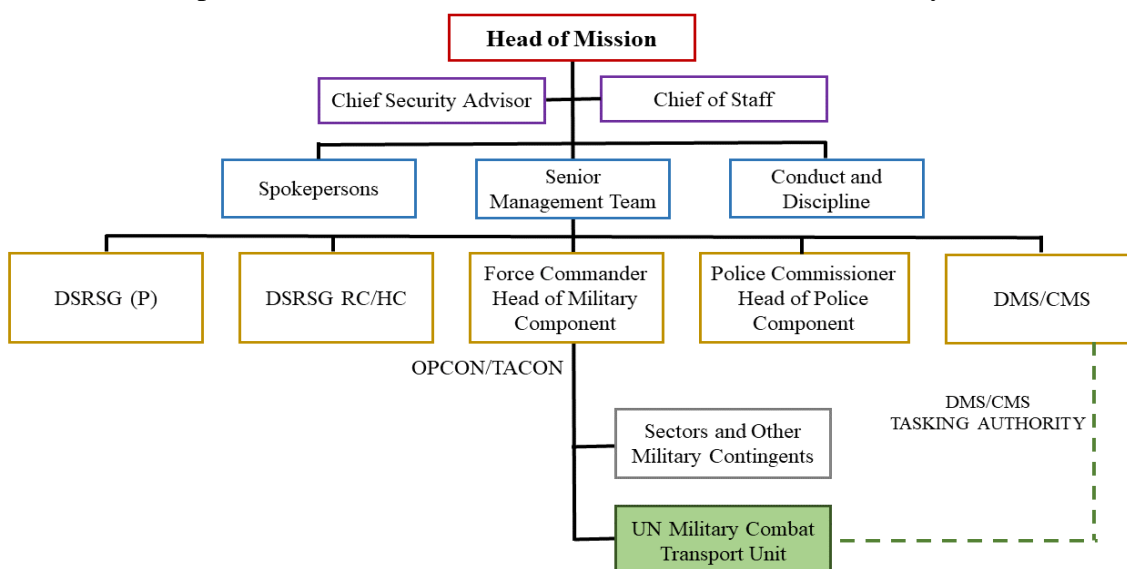 Head of Mission
Chief Security Advisor
Chief of Staff
Spokepersons
Senior
Management Team
Conduct and
Discipline
DSRSG (P)
DSRSG RC/HC
Force Commander
Head of Military
Component
Police Commissioner
Head of Police
Component
DMS/CMS
OPCON/TACON
DMS/CMS
TASKING AUTHORITY
Sectors and Other
Military Contingents
UN Military Combat
Transport Unit